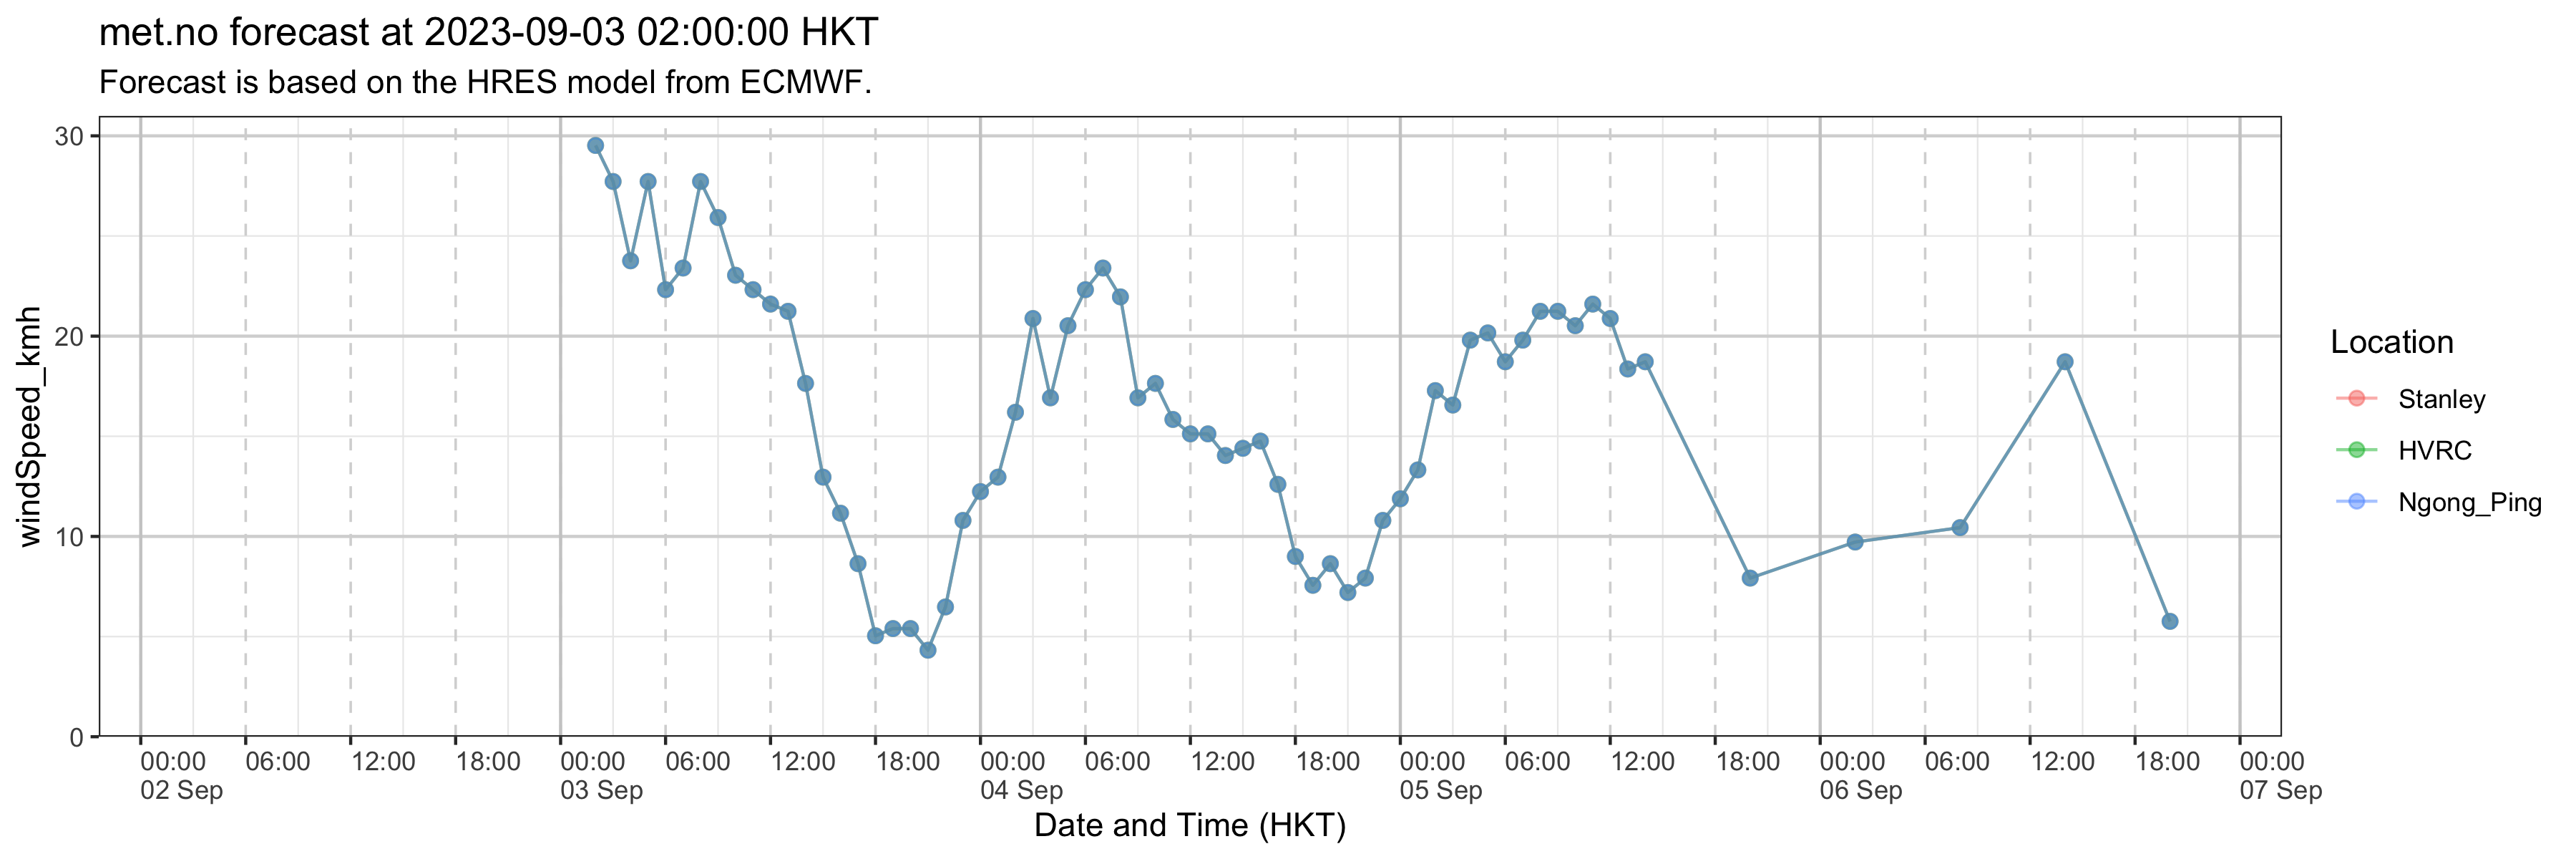 met.no forecast at 2023-09-03 02:00:00 HKT
Forecast is based on the HRES model from ECMWF.
30
20
10
0
windSpeed_kmh
00:00 06:00 12:00 18:00 00:00 06:00 12:00 18:00 00:00 06:00 12:00 18:00 00:00 06:00 12:00 18:00 00:00 06:00 12:00 18:00 00:00
02 Sep 03 Sep 04 Sep 05 Sep 06 Sep 07 Sep
Date and Time (HKT)
Location
Stanley
HVRC
Ngong_Ping